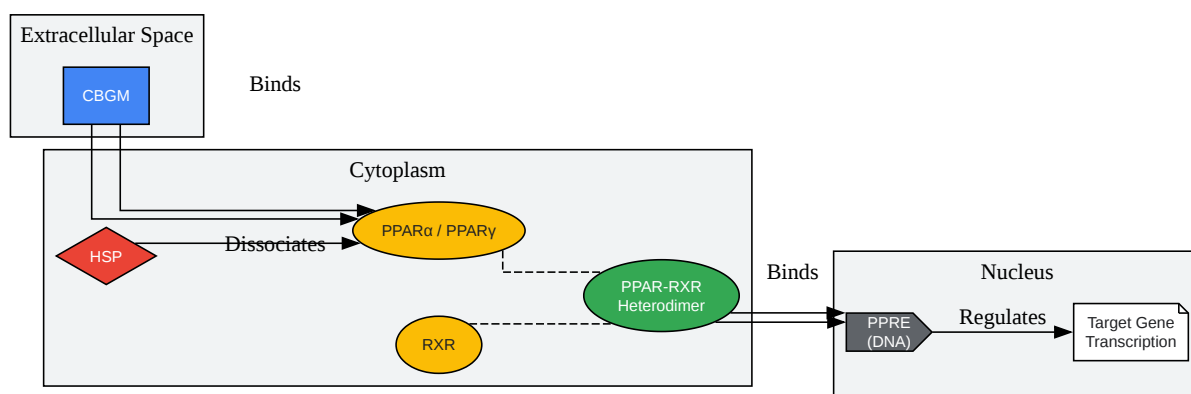 Extracellular Space
CBGM
Binds
Cytoplasm
PPARα / PPARγ
HSP
Dissociates
PPAR-RXR
Heterodimer
RXR
Binds
Nucleus
PPRE
(DNA)
Regulates
Target Gene
Transcription